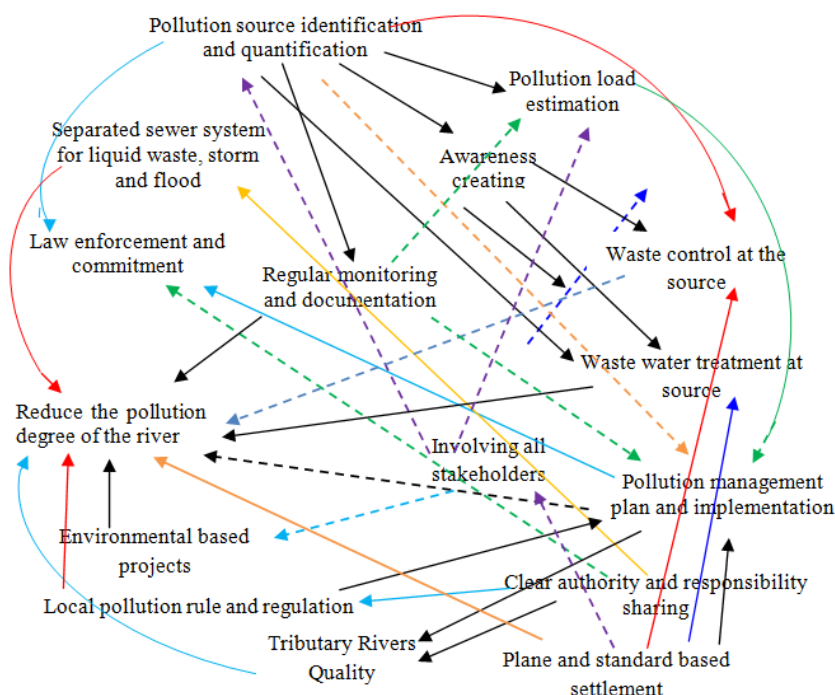 Pollution source identification
and quantification
Pollution load
estimation
Separated sewer system
for liquid waste, storm
and flood
Awareness
creating
Law enforcement and
commitment
Regular monitoring
and documentation
Waste control at the
source
Waste water treatment at
source
Reduce the pollution
degree of the river
Involving all
stakeholders
Pollution management
plan and implementation
Environmental based
projects
Local pollution rule and regulation
Clear authority and responsibility
sharing
Tributary Rivers
Quality
Plane and standard based
settlement